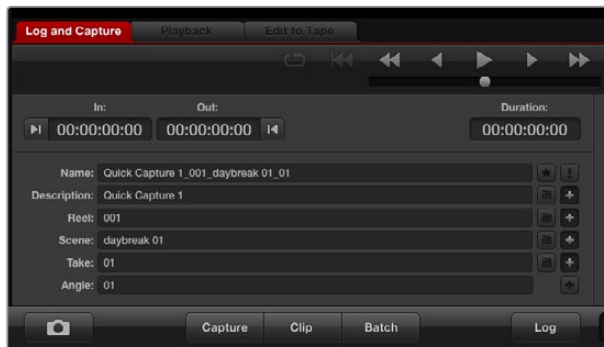 Log and Capture Playback Edit to Tape
In: Out: Duration:
00:00:00:00 00:00:00:00 00:00:00:00
Name: Quick Capture 1_001_daybreak 01_01
Description: Quick Capture 1
Reel: 001
Scene: daybreak 01
Take: 01
Angle: 01
Capture Clip Batch Log